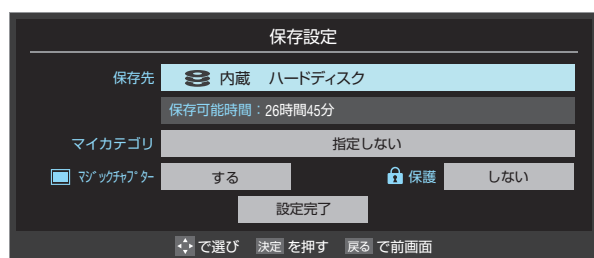 保存設定
保存先 内蔵 ハードディスク
保存可能時間：26時間45分
マイカテゴリ 指定しない
ﾏｼﾞｯｸﾁｬﾌﾟﾀｰ する 保護 しない
設定完了
で選び 決定 を押す 戻る で前画面